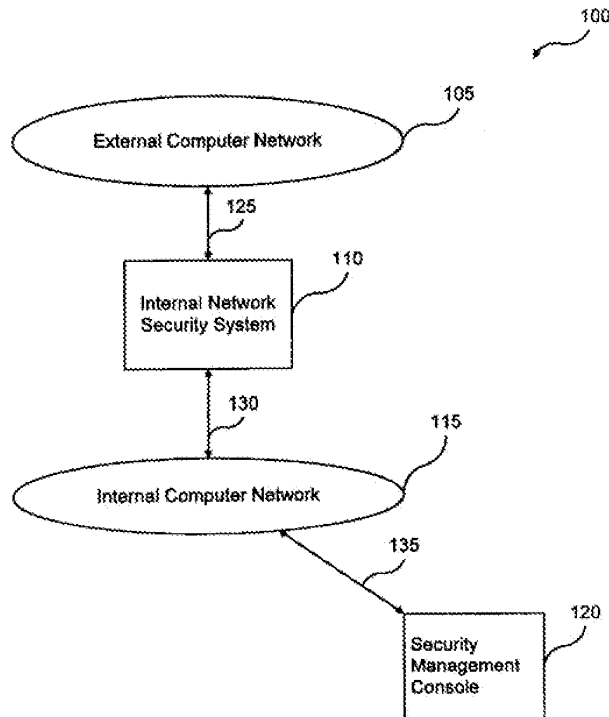 100
105
External Computer Network
125
110
Internal Network
Security System
130
115
Internal Computer Network
135
120
Security
Management
Console